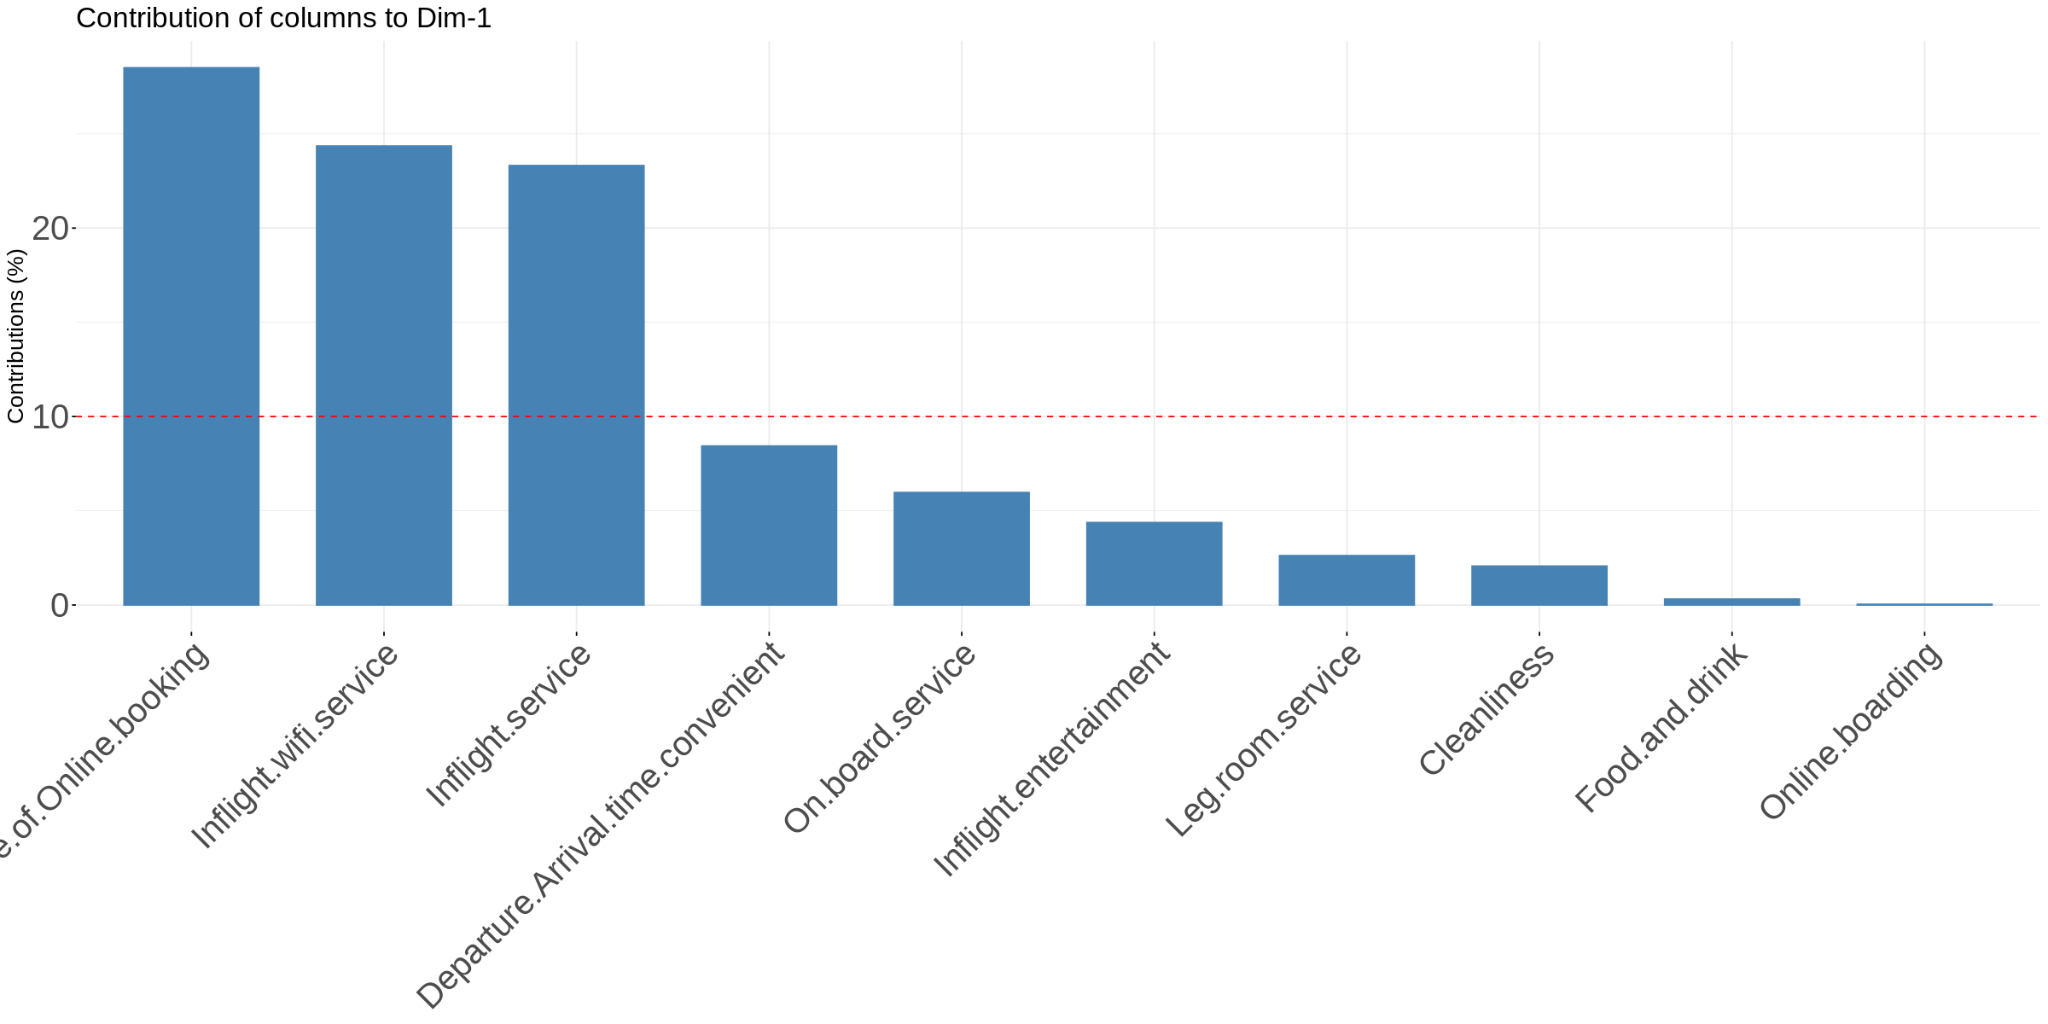 Contribution of columns to Dim-1
Contributions (%)
20
10
0
e.of.Online.booking
Inflight.wifi.service
Inflight.service
Departure.Arrival.time.convenient
On.board.service
Inflight.entertainment
Leg.room.service
Cleanliness
Food.and.drink
Online.boarding